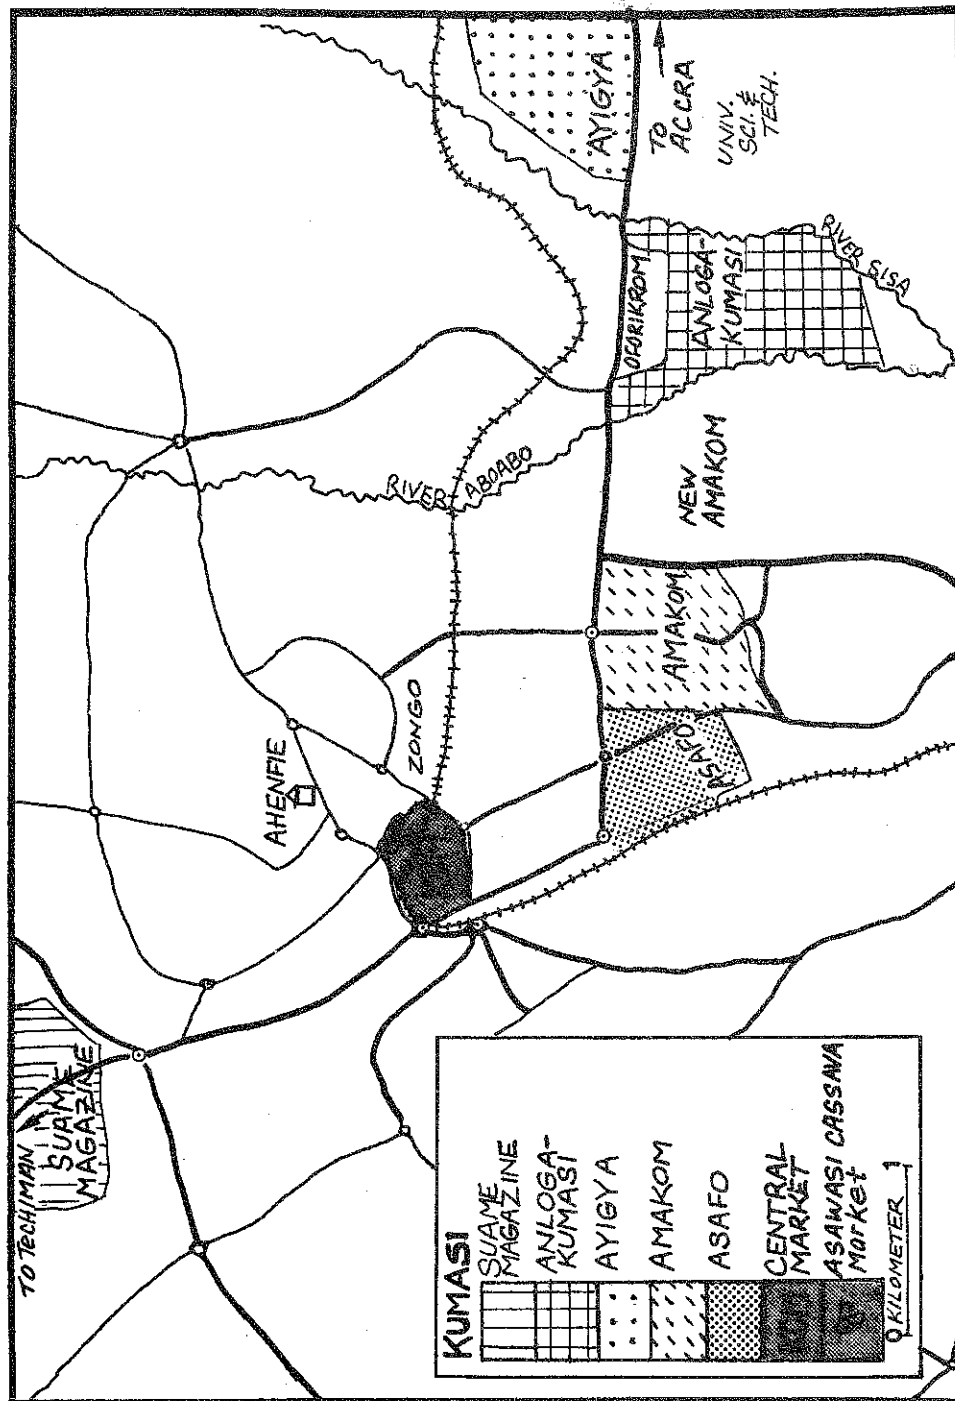 TO TECHIMAN
SUAME
MAGAZINE
AHENFIE
ZONGO
RIVER
ABOABO
AYIGYA
TO
ACCRA
UNIV.
SCI. &
TECH.
OFORIKROM
ANLOGA-
KUMASI
RIVER SISA
NEW
AMAKOM
AMAKOM
ASAFO
KUMASI
SUAME
MAGAZINE
ANLOGA-
KUMASI
AYIGYA
AMAKOM
ASAFO
CENTRAL
MARKET
ASAWASI CASSAVA
Market
0 KILOMETER 1